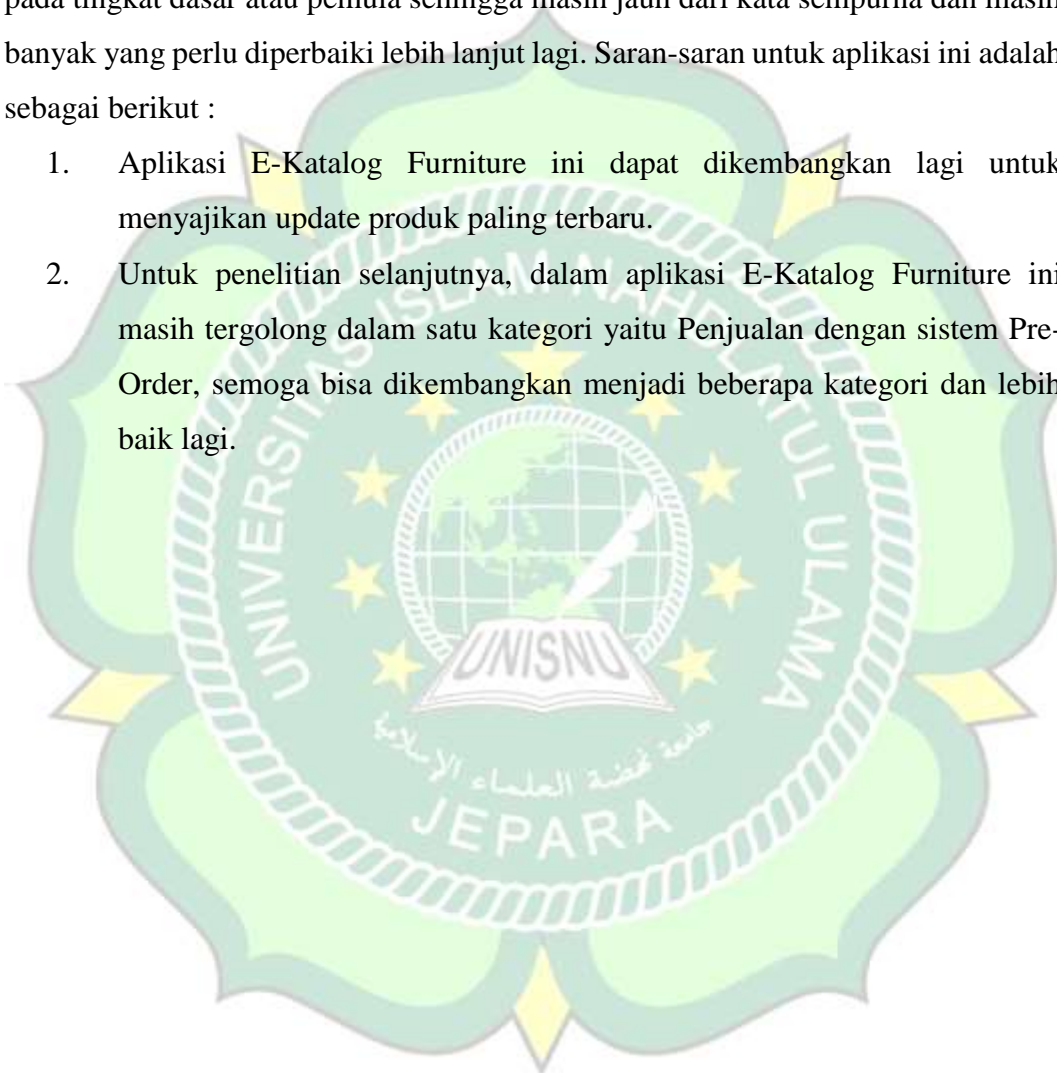 pada tingkat dasar atau pemula sehingga masih jauh dari kata sempurna dan masih
banyak yang perlu diperbaiki lebih lanjut lagi. Saran-saran untuk aplikasi ini adalah
sebagai berikut :
1. Aplikasi E-Katalog Furniture ini dapat dikembangkan lagi untuk
menyajikan update produk paling terbaru.
2. Untuk penelitian selanjutnya, dalam aplikasi E-Katalog Furniture ini
masih tergolong dalam satu kategori yaitu Penjualan dengan sistem Pre-
Order, semoga bisa dikembangkan menjadi beberapa kategori dan lebih
baik lagi.
UNIVERSITAS ISLAM NAHDLATUL ULAMA
UNISNU
جامعة نهضة العلماء الإسلامية
JEPARA